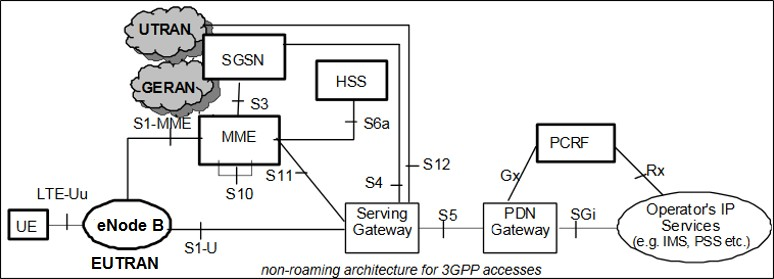 UTRAN
SGSN
GERAN
HSS
S3
S1-MME
S6a
MME
PCRF
S10
S11
S4
S12
Gx
Rx
LTE-Uu
UE
eNode B
EUTRAN
S1-U
Serving
Gateway
S5
PDN
Gateway
SGi
Operator's IP
Services
(e.g. IMS, PSS etc.)
non-roaming architecture for 3GPP accesses